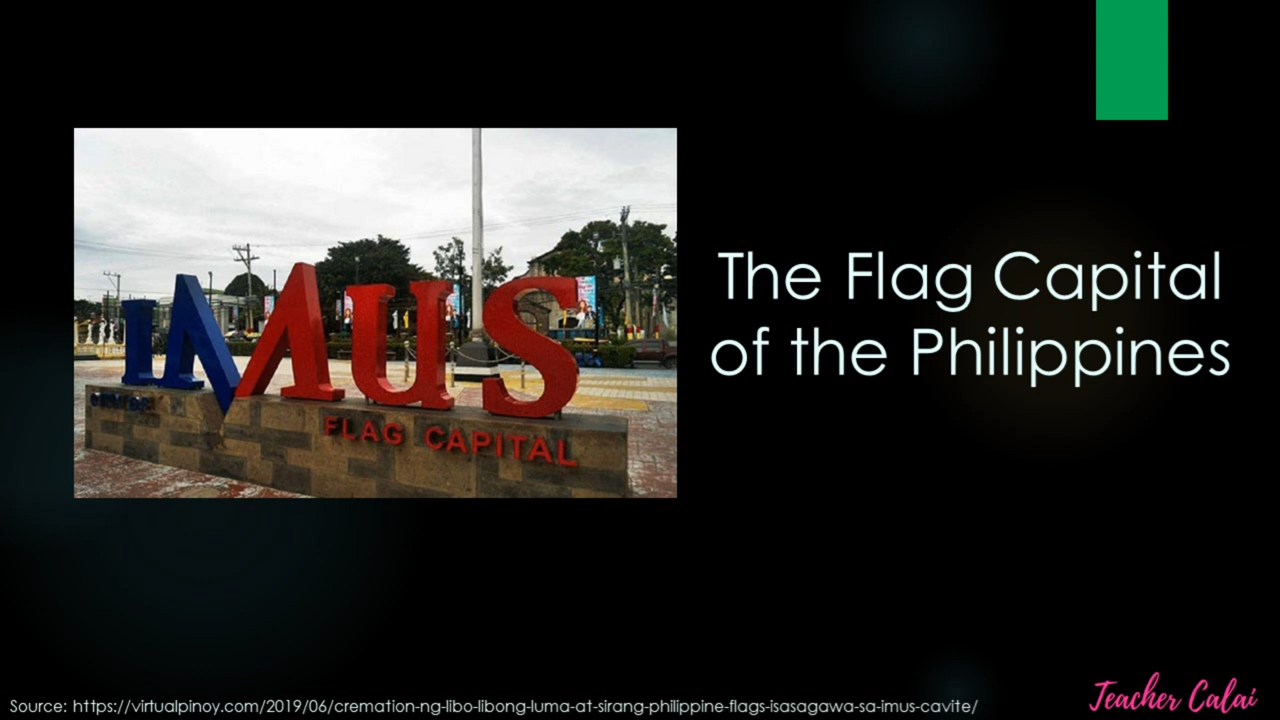 iMUS
FLAG CAPITAL
The Flag Capital
of the Philippines
Source: https://virtualpinoy.com/2019/06/cremation-ng-libo-libong-luma-at-sirang-philippine-flags-isasagawa-sa-imus-cavite/
Teacher Calai